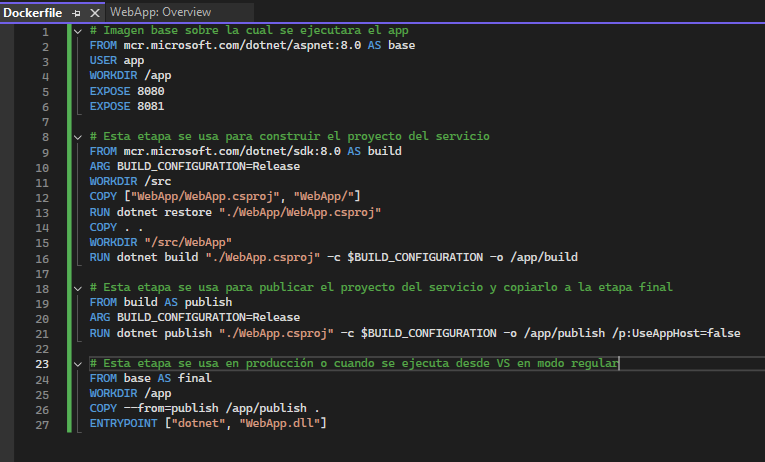 Dockerfile WebApp: Overview
1 # Imagen base sobre la cual se ejecutara el app
2 FROM mcr.microsoft.com/dotnet/aspnet:8.0 AS base
3 USER app
4 WORKDIR /app
5 EXPOSE 8080
6 EXPOSE 8081
7
8 # Esta etapa se usa para construir el proyecto del servicio
9 FROM mcr.microsoft.com/dotnet/sdk:8.0 AS build
10 ARG BUILD_CONFIGURATION=Release
11 WORKDIR /src
12 COPY ["WebApp/WebApp.csproj", "WebApp/"]
13 RUN dotnet restore "./WebApp/WebApp.csproj"
14 COPY . .
15 WORKDIR "/src/WebApp"
16 RUN dotnet build "./WebApp.csproj" -c $BUILD_CONFIGURATION -o /app/build
17
18 # Esta etapa se usa para publicar el proyecto del servicio y copiarlo a la etapa final
19 FROM build AS publish
20 ARG BUILD_CONFIGURATION=Release
21 RUN dotnet publish "./WebApp.csproj" -c $BUILD_CONFIGURATION -o /app/publish /p:UseAppHost=false
22
23 # Esta etapa se usa en producción o cuando se ejecuta desde VS en modo regular
24 FROM base AS final
25 WORKDIR /app
26 COPY --from=publish /app/publish .
27 ENTRYPOINT ["dotnet", "WebApp.dll"]